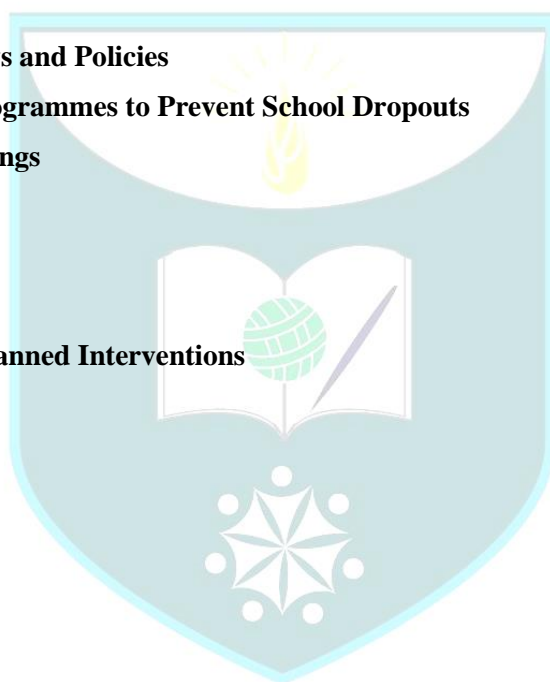 s and Policies
ogrammes to Prevent School Dropouts
ngs
anned Interventions